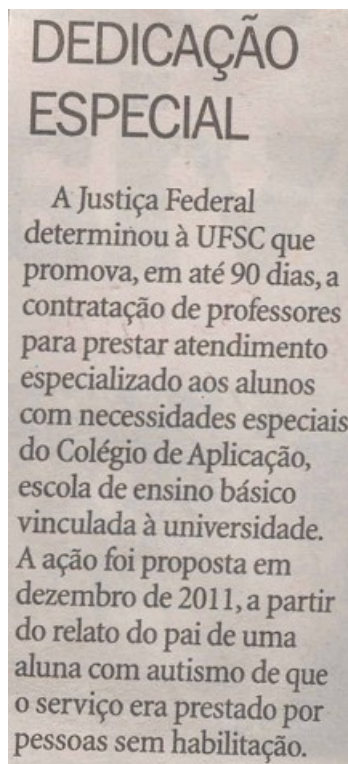 DEDICAÇÃO
ESPECIAL
A Justiça Federal
determinou à UFSC que
promova, em até 90 dias, a
contratação de professores
para prestar atendimento
especializado aos alunos
com necessidades especiais
do Colégio de Aplicação,
escola de ensino básico
vinculada à universidade.
A ação foi proposta em
dezembro de 2011, a partir
do relato do pai de uma
aluna com autismo de que
o serviço era prestado por
pessoas sem habilitação.